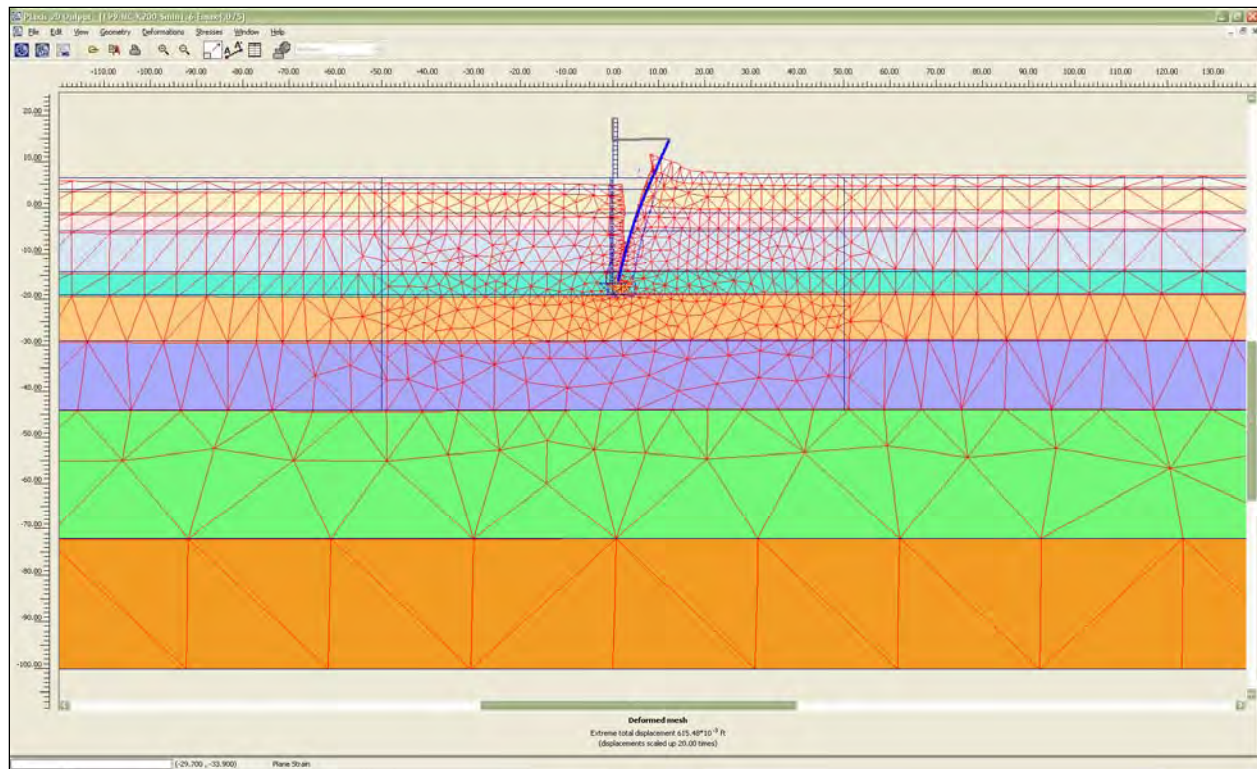 File Edit View Geometry Deformations Stresses Window Help
-110.00 -100.00 -90.00 -80.00 -70.00 -60.00 -50.00 -40.00 -30.00 -20.00 -10.00 0.00 10.00 20.00 30.00 40.00 50.00 60.00 70.00 80.00 90.00 100.00 110.00 120.00 130.00
20.00
10.00
0.00
-10.00
-20.00
-30.00
-40.00
-50.00
-60.00
-70.00
-80.00
-90.00
-100.00
Deformed mesh
Extreme total displacement 615.48*10-3 ft
(displacements scaled up 20.00 times)
(-29.700 , -33.900) Plane Strain